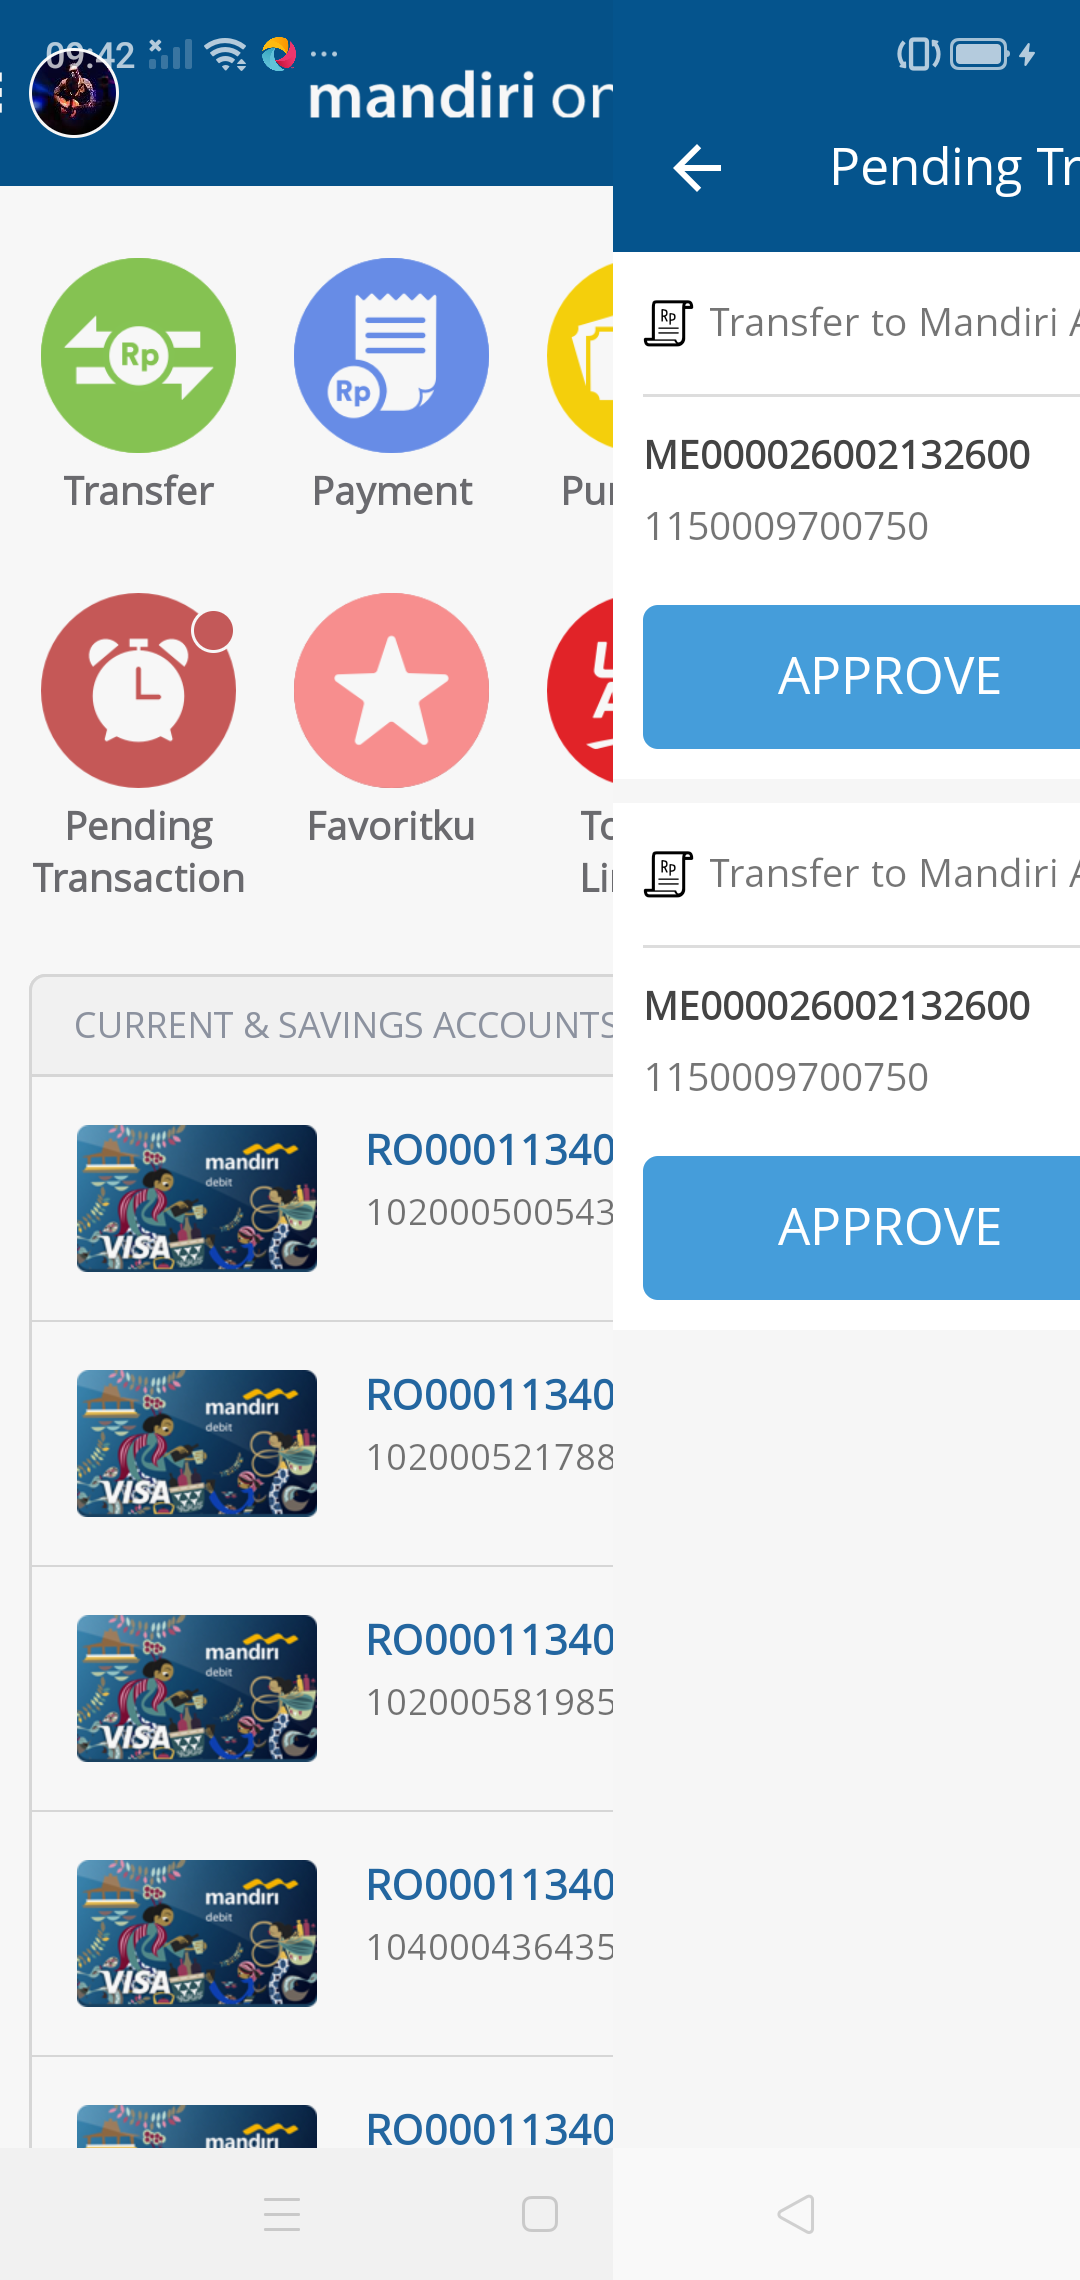 09:42
mandiri on
Rp
Rp
Transfer
Payment
Pur
Pending
Transaction
Favoritku
To
Lin
CURRENT & SAVINGS ACCOUNTS
mandiri
debit
VISA
RO00011340
102000500543
mandiri
debit
VISA
RO00011340
102000521788
mandiri
debit
VISA
RO00011340
102000581985
mandiri
debit
VISA
RO00011340
104000436435
mandiri
RO00011340
Pending Tr
Rp
Transfer to Mandiri A
ME000026002132600
1150009700750
APPROVE
Rp
Transfer to Mandiri A
ME000026002132600
1150009700750
APPROVE